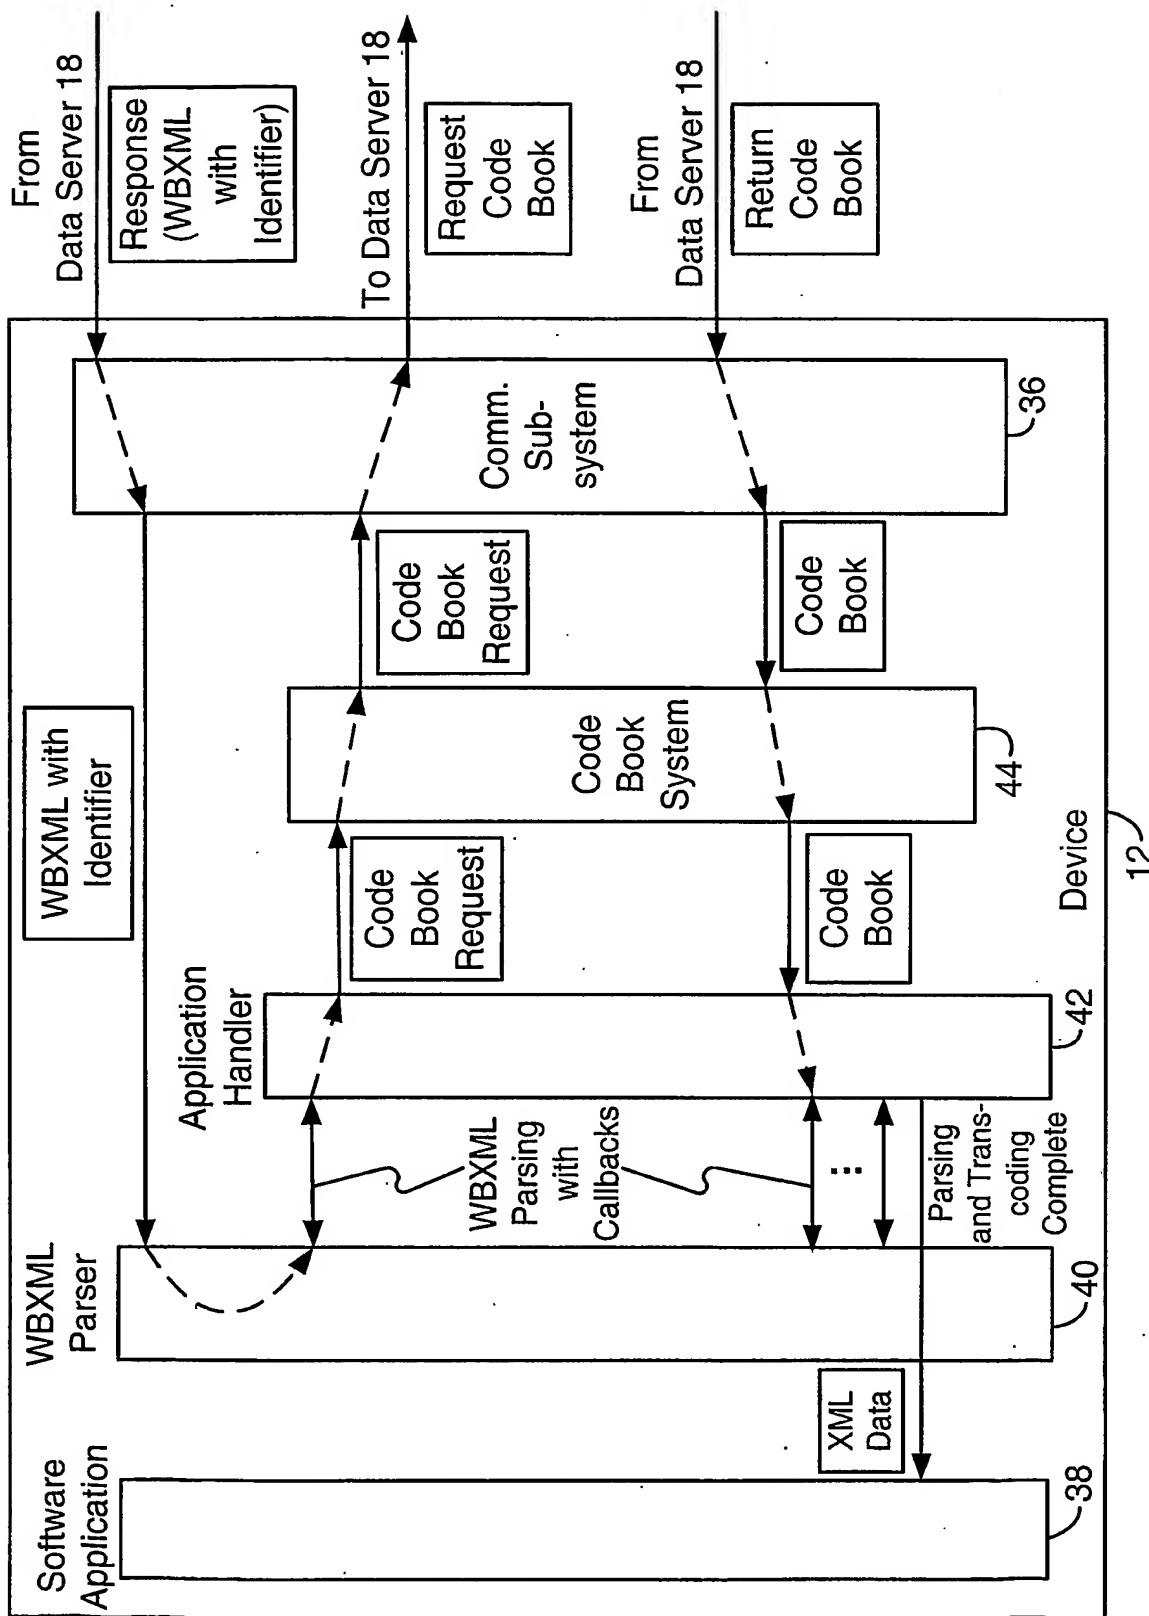 From
Data Server 18
Response
(WBXML
with
Identifier)
To Data Server 18
Request
Code
Book
From
Data Server 18
Return
Code
Book
Comm.
Sub-
system
36
WBXML with
Identifier
Code
Book
Request
Code
Book
Code
Book
System
44
Code
Book
Request
Code
Book
Device
12
Application
Handler
42
WBXML
Parsing
with
Callbacks
...
Parsing
and Trans-
coding
Complete
WBXML
Parser
40
XML
Data
Software
Application
38